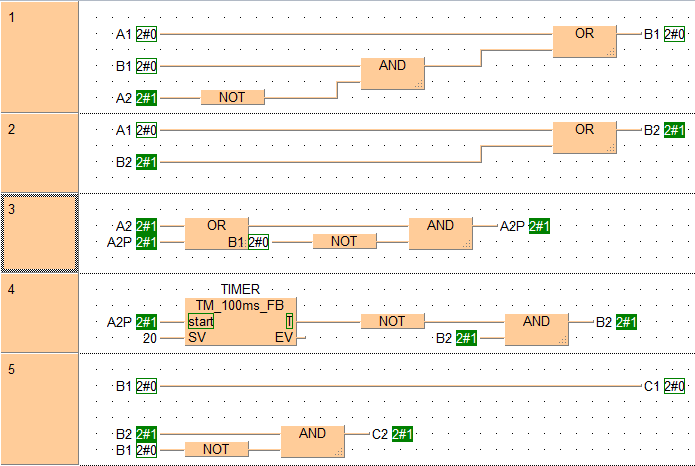 1
A1 2#0 OR B1 2#0
B1 2#0 AND
A2 2#1 NOT
2
A1 2#0 OR B2 2#1
B2 2#1
3
A2 2#1 OR AND A2P 2#1
A2P 2#1 B1 2#0 NOT
4
TIMER
TM_100ms_FB
A2P 2#1 start T NOT AND B2 2#1
20 SV EV B2 2#1
5
B1 2#0 C1 2#0
B2 2#1 AND C2 2#1
B1 2#0 NOT